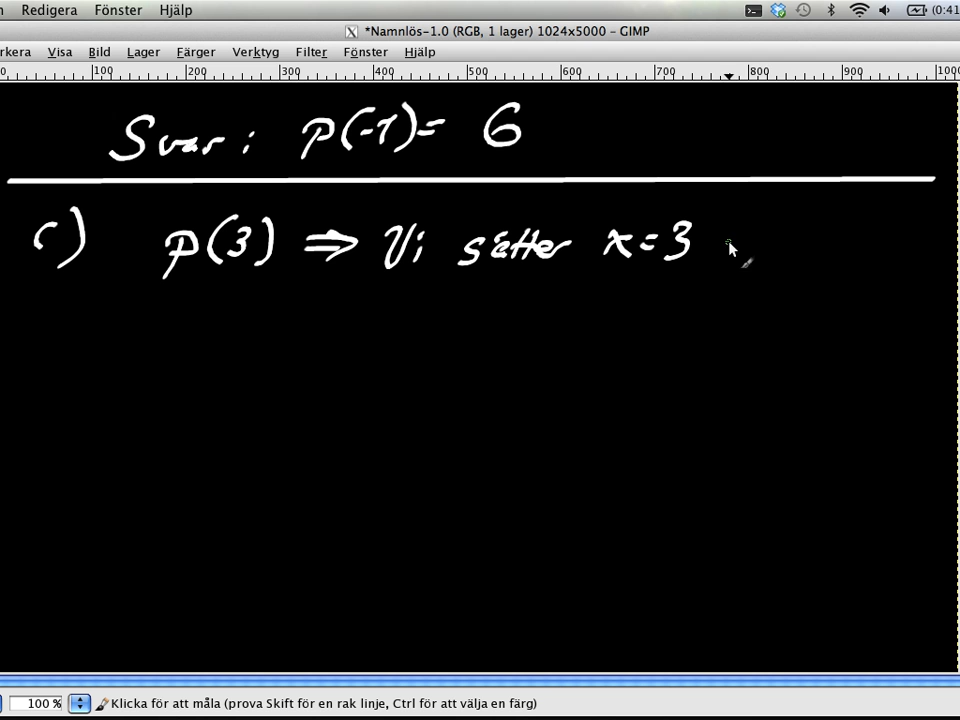 n Redigera Fönster Hjälp (0:41
*Namnlös-1.0 (RGB, 1 lager) 1024x5000 – GIMP
rkera Visa Bild Lager Färger Verktyg Filter Fönster Hjälp
0 100 200 300 400 500 600 700 800 900 1000
Svar: p(-1)= 6
c) p(3) ⇒ Vi sätter x=3
100 % Klicka för att måla (prova Skift för en rak linje, Ctrl för att välja en färg)